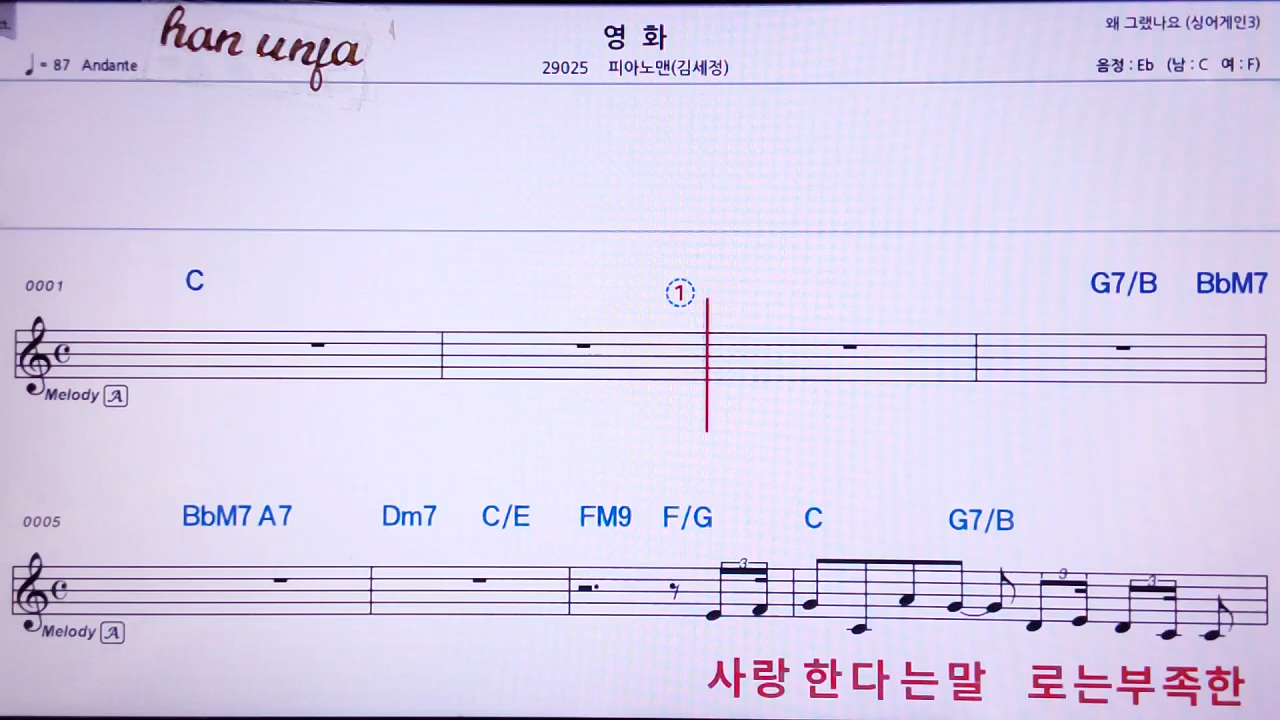 han unja
영 화
왜 그랬나요 (싱어게인3)
♩= 87 Andante
29025 피아노맨(김세정)
음정 : Eb (남 : C 여 : F)
0001 C ① G7/B BbM7
Melody A
0005 BbM7 A7 Dm7 C/E FM9 F/G C G7/B
3 3 3
Melody A
사랑 한다는말 로는부족한